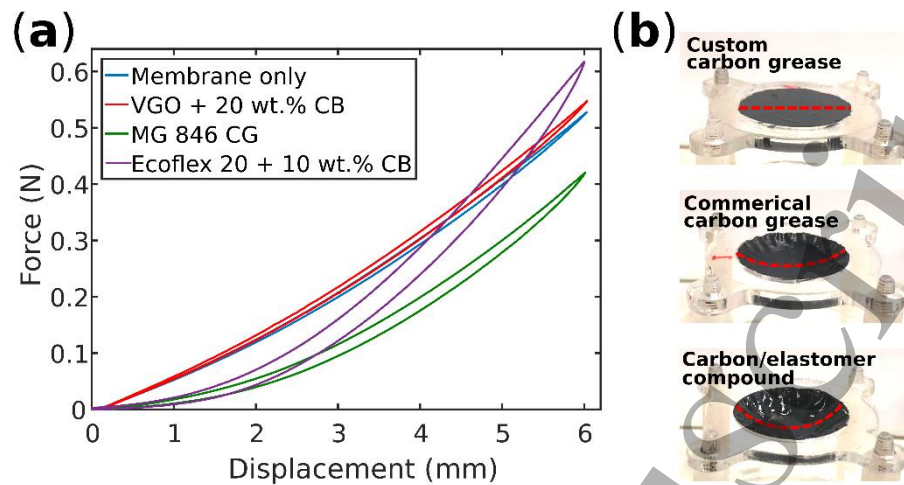 (a)
Force (N)
0.6
0.5
0.4
0.3
0.2
0.1
0
Membrane only
VGO + 20 wt.% CB
MG 846 CG
Ecoflex 20 + 10 wt.% CB
0 1 2 3 4 5 6
Displacement (mm)
(b)
Custom
carbon grease
Commerical
carbon grease
Carbon/elastomer
compound